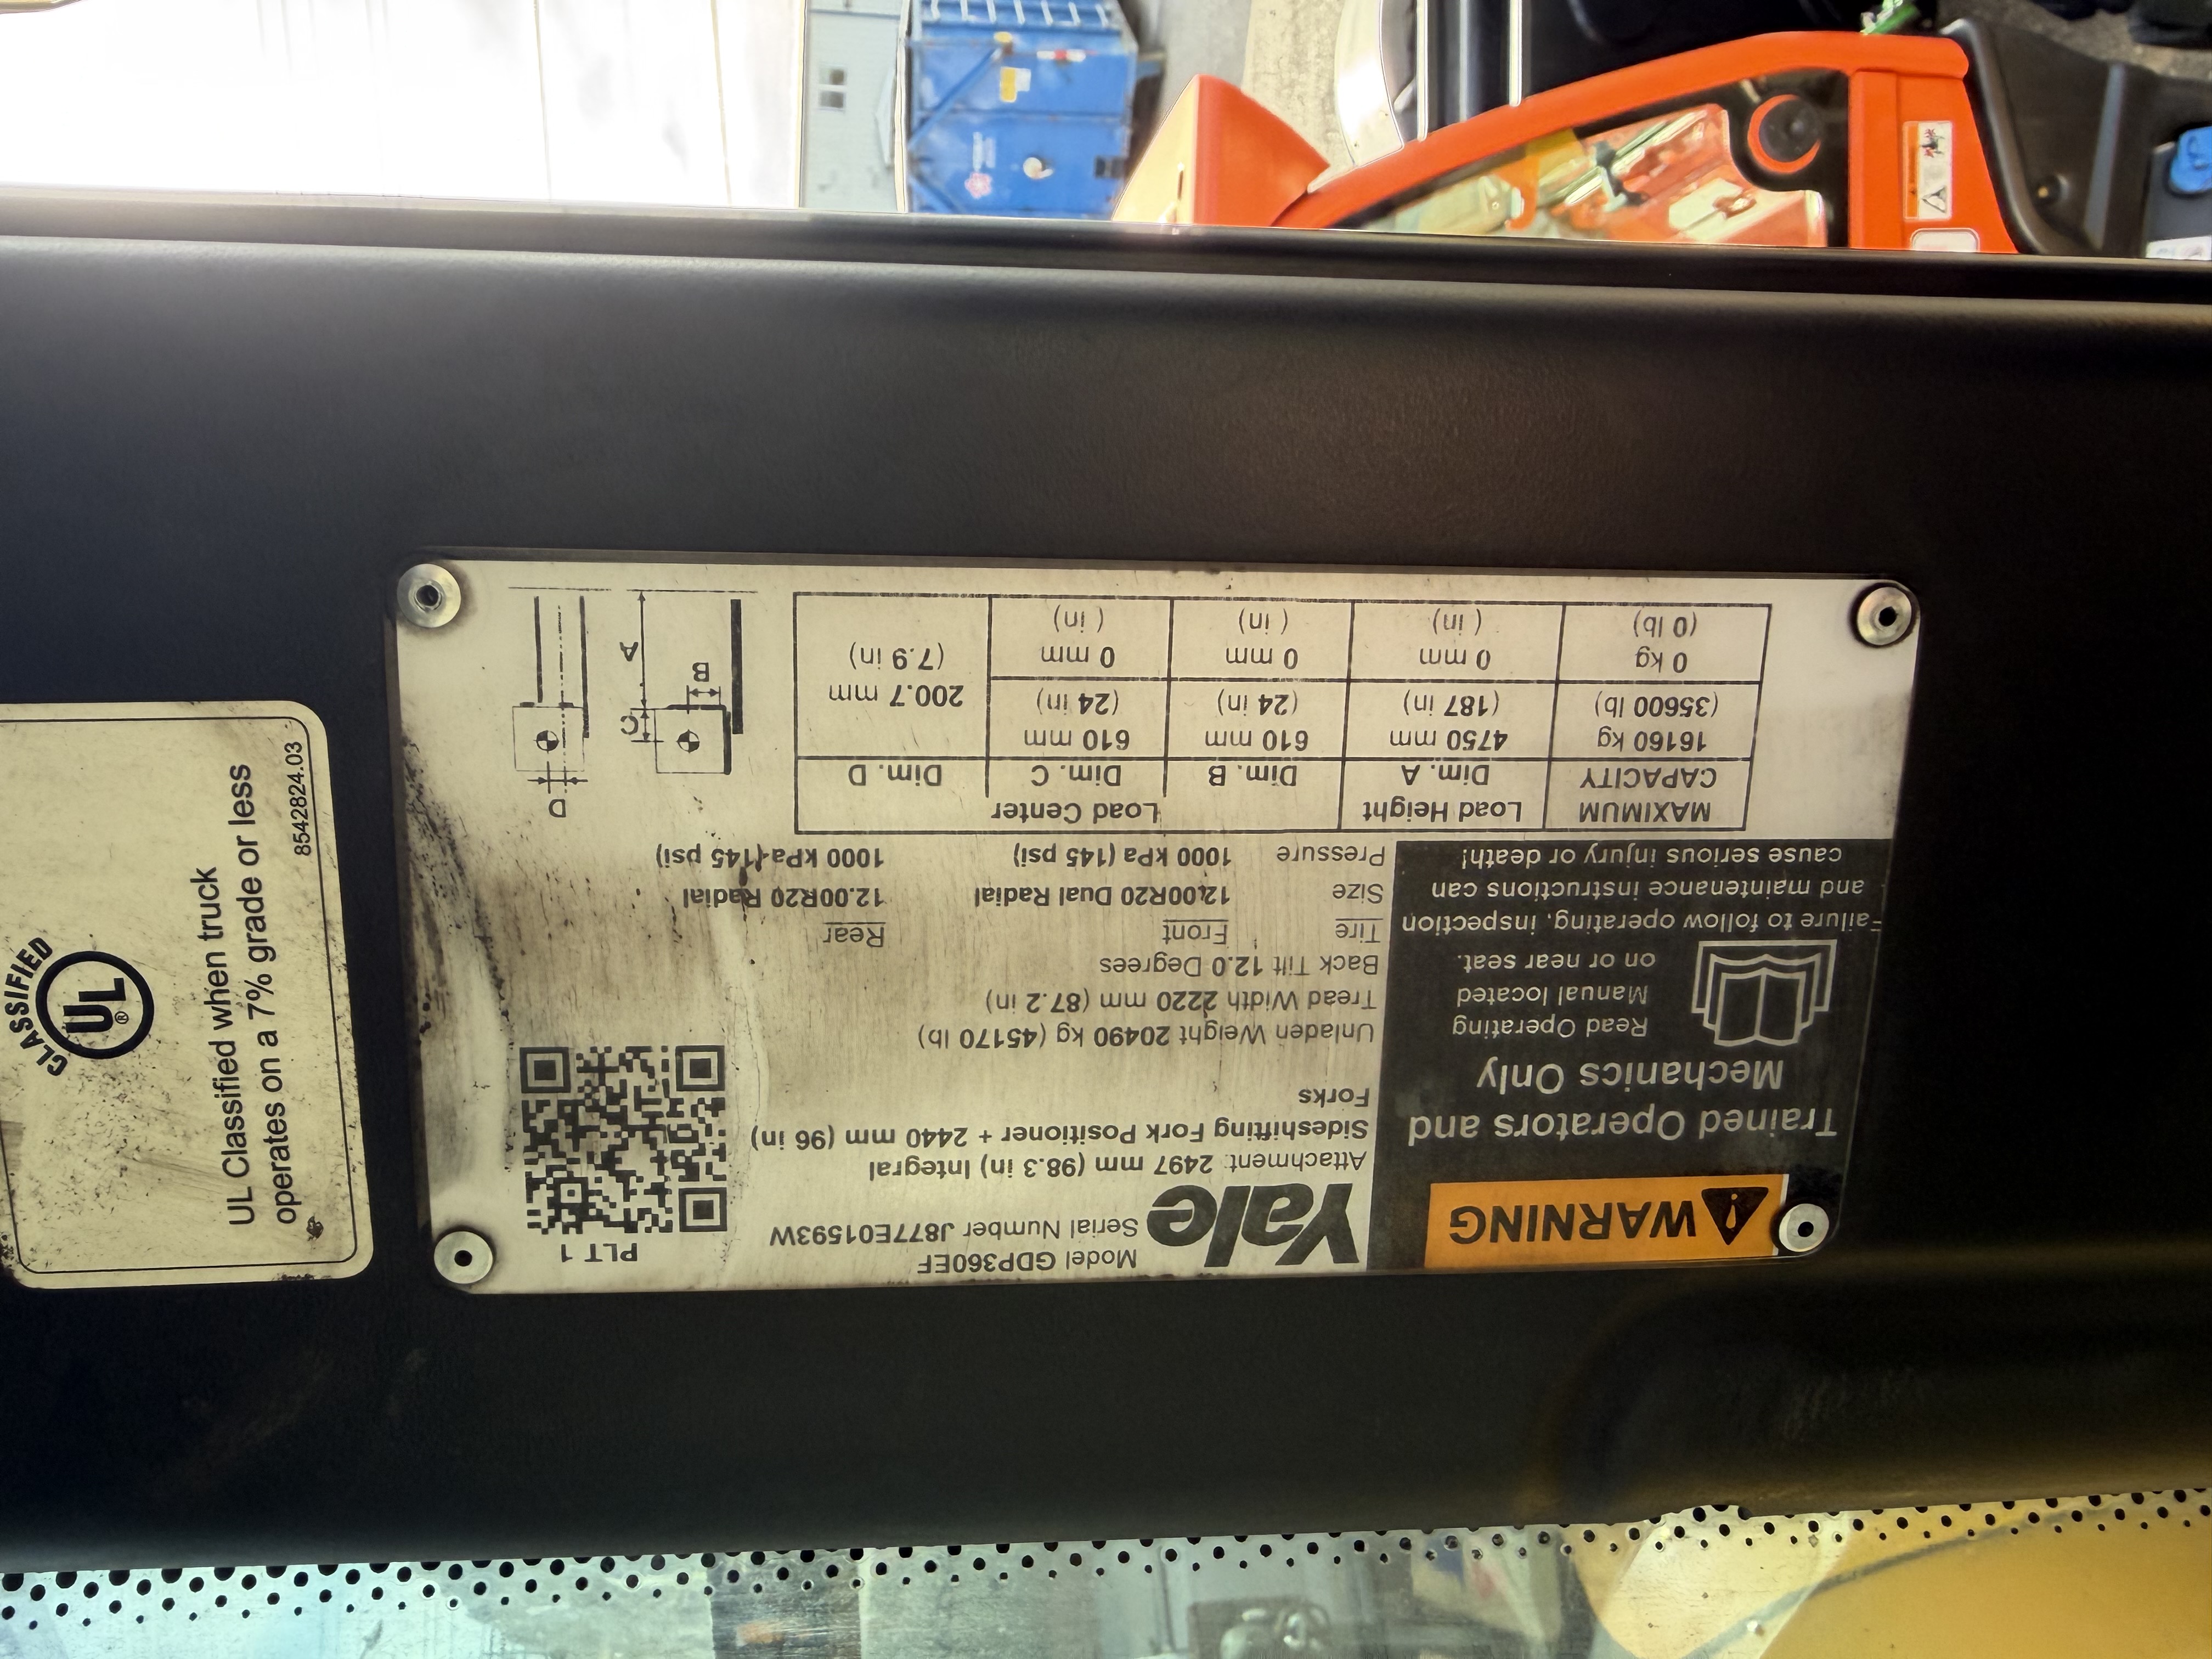 WARNING
Trained Operators and
Mechanics Only
Read Operating
Manual located
on or near seat.
Failure to follow operating, inspection
and maintenance instructions can
cause serious injury or death!
Yale
Model GDP360EF
Serial Number J877E01593W
PLT 1
Attachment 2497 mm (98.3 in) Integral
Sideshifting Fork Positioner + 2440 mm (96 in)
Forks
Unladen Weight 20490 kg (45170 lb)
Tread Width 2220 mm (87.2 in)
Back Tilt 12.0 Degrees
Tire Front Rear
Size 12.00R20 Dual Radial 12.00R20 Radial
Pressure 1000 kPa (145 psi) 1000 kPa (145 psi)
MAXIMUM CAPACITY Load Height Load Center
Dim. A Dim. B Dim. C Dim. D
16160 kg 4750 mm 610 mm 610 mm 200.7 mm
(35600 lb) (187 in) (24 in) (24 in) (7.9 in)
0 kg 0 mm 0 mm 0 mm
(0 lb) ( in) ( in) ( in)
D
C
B
A
CLASSIFIED
UL ®
UL Classified when truck
operates on a 7% grade or less
8542824.03